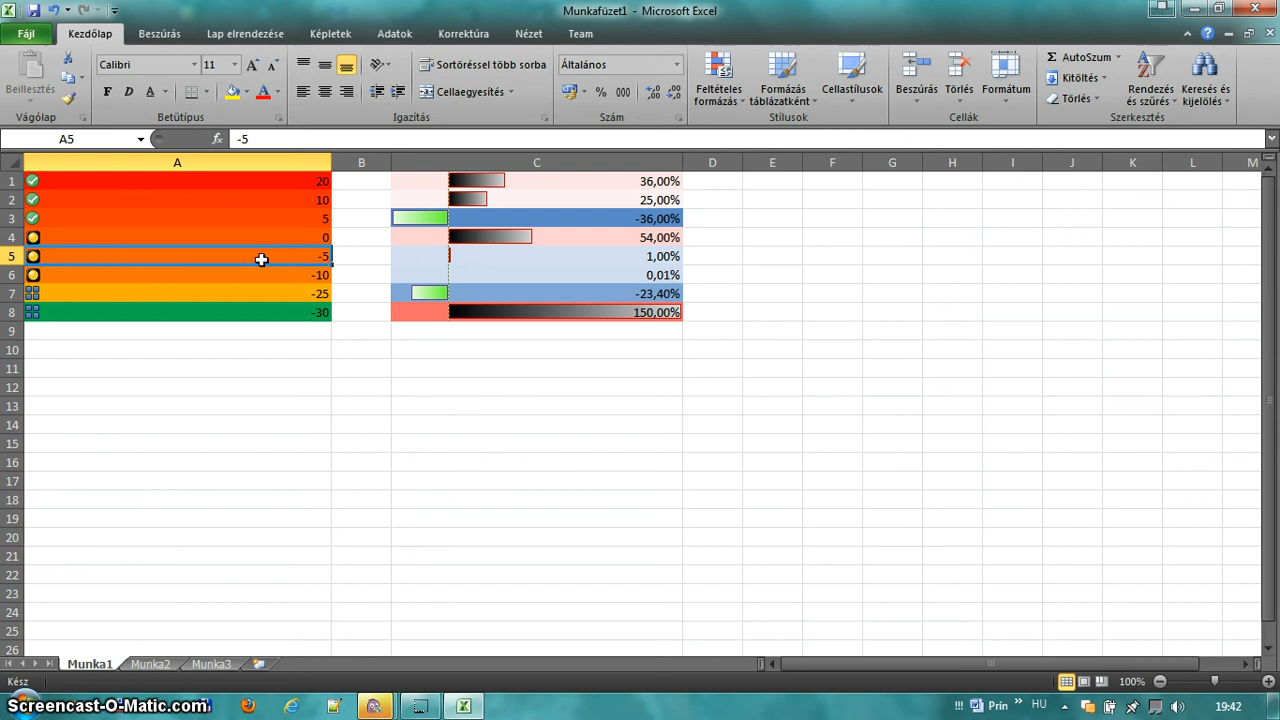 Munkafüzet1 - Microsoft Excel
Fájl Kezdőlap Beszúrás Lap elrendezése Képletek Adatok Korrektúra Nézet Team
Beillesztés
Vágólap
Calibri 11
F D A
Betűtípus
Sortöréssel több sorba
Cellaegyesítés
Igazítás
Általános
% 000
Szám
Feltételes formázás
Formázás táblázatként
Cellastílusok
Stílusok
Beszúrás Törlés Formátum
Cellák
Σ AutoSzum
Kitöltés
Törlés
Rendezés és szűrés
Keresés és kijelölés
Szerkesztés
A5 fx -5
A B C D E F G H I J K L M
1 20 36,00%
2 10 25,00%
3 5 -36,00%
4 0 54,00%
5 -5 1,00%
6 -10 0,01%
7 -25 -23,40%
8 -30 150,00%
9
10
11
12
13
14
15
16
17
18
19
20
21
22
23
24
25
26
Munka1 Munka2 Munka3
Kész 100%
Screencast-O-Matic.com
Prin HU 19:42